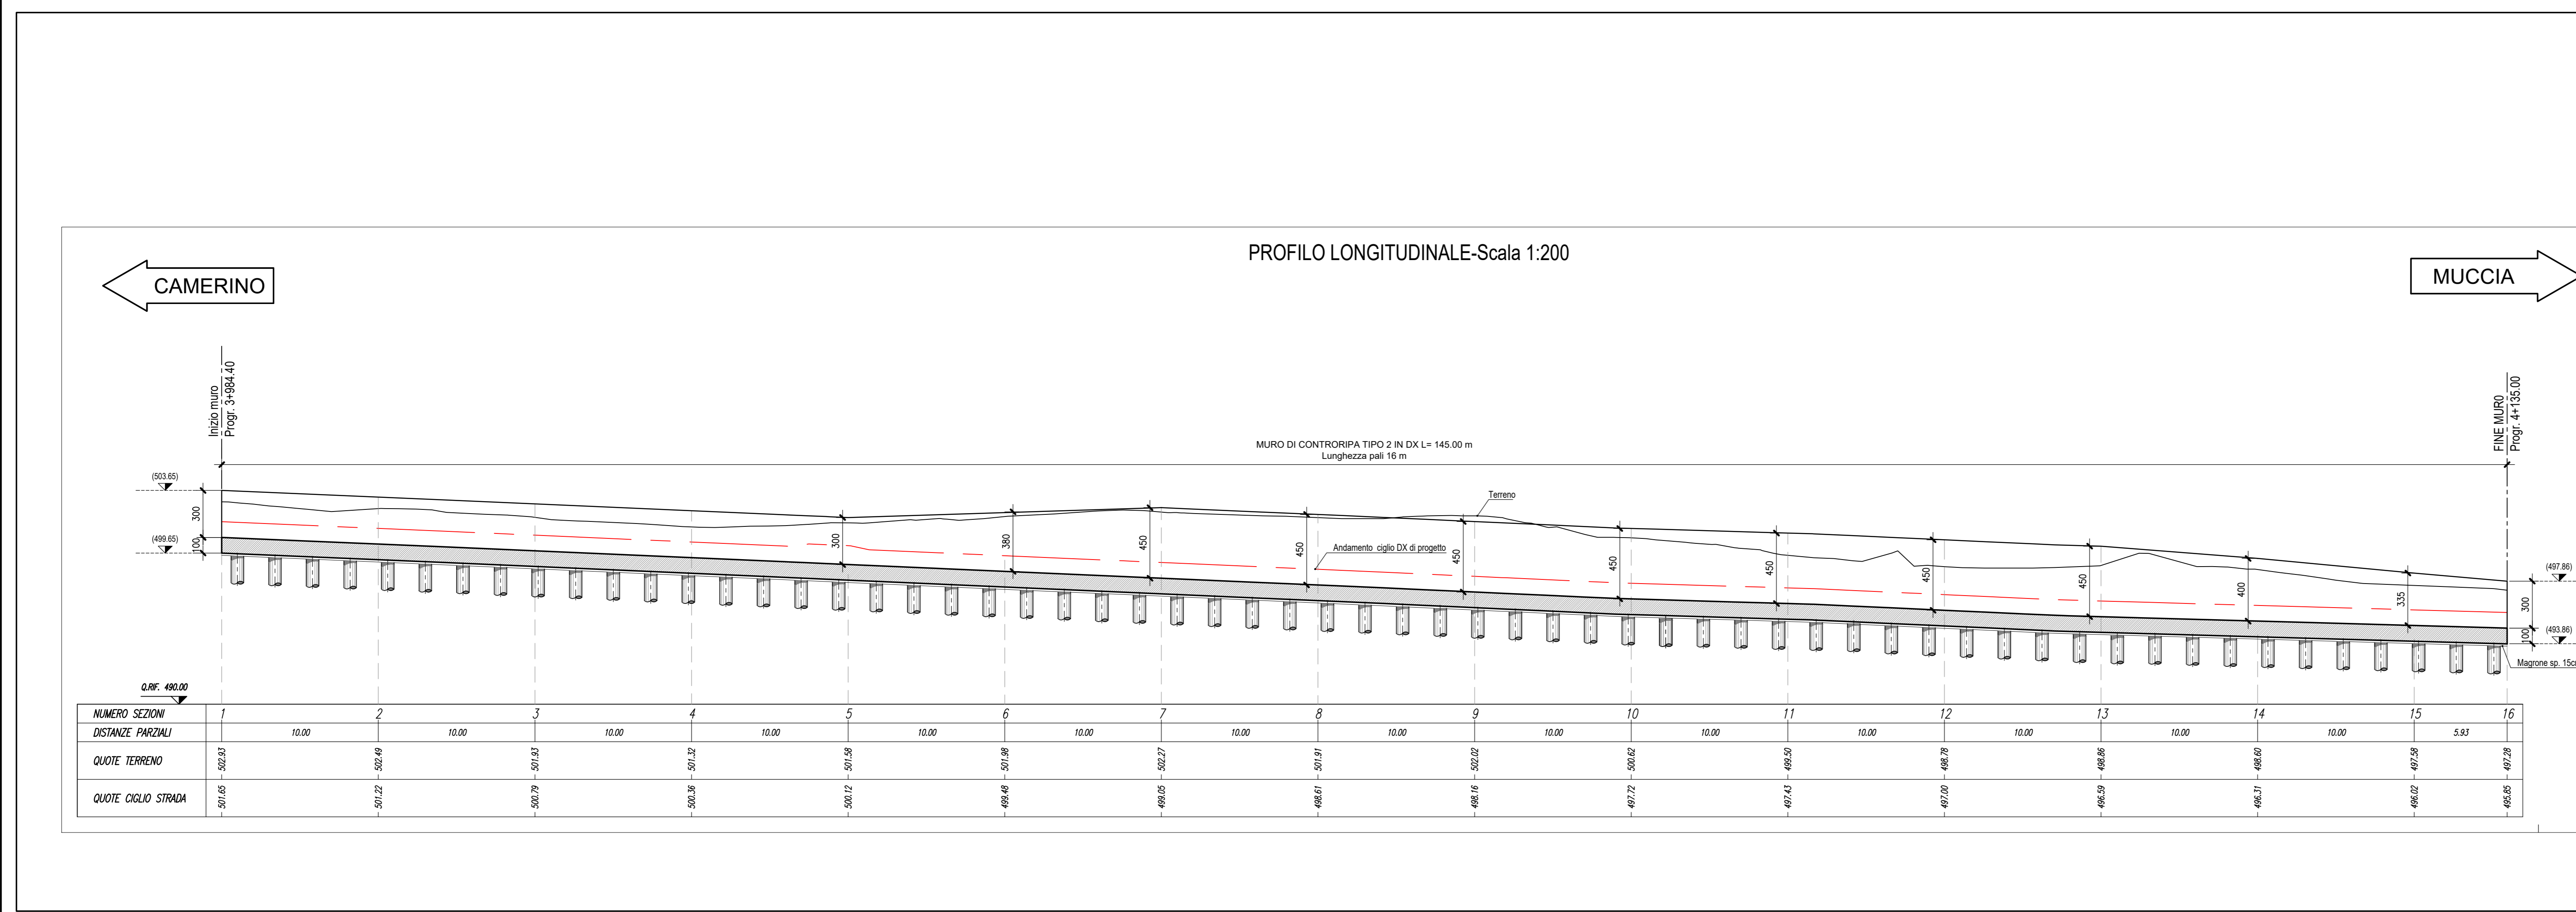 PROFILO LONGITUDINALE-Scala 1:200
CAMERINO
MUCCIA
Inizio muro
Progr. 3+984.40
FINE MURO
Progr. 4+135.00
MURO DI CONTRORIPA TIPO 2 IN DX L= 145.00 m
Lunghezza pali 16 m
(503.65)
(499.65)
300
100
300
380
450
450
450
450
450
450
450
400
335
300
100
(497.86)
(493.86)
Terreno
Andamento ciglio DX di progetto
Magrone sp. 15c
Q.RIF. 490.00
NUMERO SEZIONI 1 2 3 4 5 6 7 8 9 10 11 12 13 14 15 16
DISTANZE PARZIALI 10.00 10.00 10.00 10.00 10.00 10.00 10.00 10.00 10.00 10.00 10.00 10.00 10.00 10.00 5.93
QUOTE TERRENO 502.93 502.49 501.93 501.32 501.58 501.98 502.27 501.91 502.02 500.62 499.50 498.78 498.86 498.60 497.58 497.28
QUOTE CIGLIO STRADA 501.65 501.22 500.79 500.36 500.12 499.48 499.05 498.61 498.16 497.72 497.43 497.00 496.59 496.31 496.02 495.85